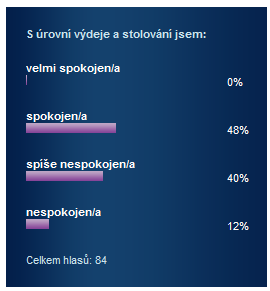 S úrovní výdeje a stolování jsem:
velmi spokojen/a
0%
spokojen/a
48%
spíše nespokojen/a
40%
nespokojen/a
12%
Celkem hlasů: 84